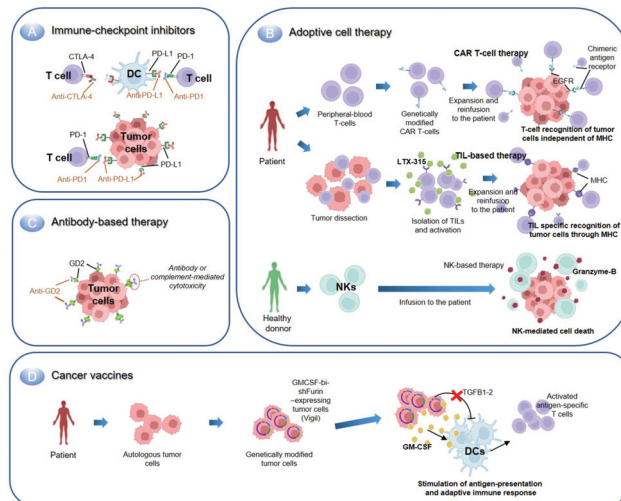 A Immune-checkpoint inhibitors
CTLA-4
PD-L1
PD-1
T cell
DC
T cell
Anti-CTLA-4
Anti-PD-L1
Anti-PD1
PD-1
Tumor
cells
T cell
PD-L1
Anti-PD1
Anti-PD-L1
B Adoptive cell therapy
CAR T-cell therapy
Chimeric
antigen
receptor
EGFR
Peripheral-blood
T-cells
Genetically
modified
CAR T-cells
Expansion and
reinfusion to
the patient
T-cell recognition of tumor
cells independent of MHC
Patient
LTX-315
TIL-based therapy
MHC
Tumor dissection
Isolation of TILs
and activation
Expansion and
reinfusion
to the patient
TIL specific recognition of
tumor cells through MHC
NKs
NK-based therapy
Granzyme-B
Infusion to the patient
Healthy
donnor
NK-mediated cell death
C Antibody-based therapy
GD2
Antibody or
complement-mediated
cytotoxicity
Anti-GD2
Tumor
cells
D Cancer vaccines
GMCSF-bi-
shFurin
–expressing
tumor cells
(Vigil)
TGFB1-2
Activated
antigen-specific
T cells
GM-CSF
DCs
Patient
Autologous tumor
cells
Genetically modified
tumor cells
Stimulation of antigen-presentation
and adaptive immune response